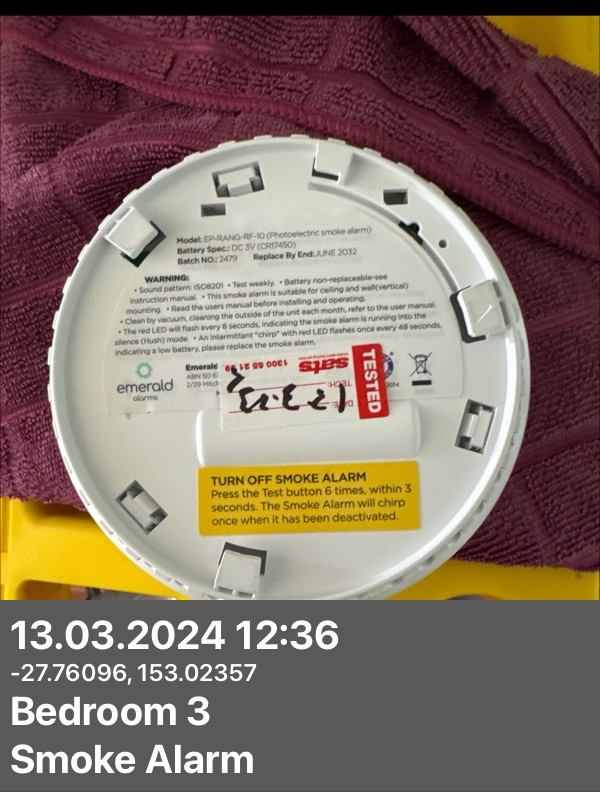 Model: EP-RANG-RF-10 (Photoelectric smoke alarm)
Battery Spec.: DC 3V (CR17450)
Batch NO.: 2479 Replace By End:JUNE 2032
WARNING:
• Sound pattern: ISO8201 • Test weekly. • Battery non-replaceable-see
instruction manual. • This smoke alarm is suitable for ceiling and wall(vertical)
mounting. • Read the users manual before installing and operating.
• Clean by vacuum, cleaning the outside of the unit each month, refer to the user manual.
• The red LED will flash every 8 seconds, indicating the smoke alarm is running into the
silence (Hush) mode. • An intermittent "chirp" with red LED flashes once every 48 seconds,
indicating a low battery, please replace the smoke alarm.
emerald
alarms
Emerald
ABN 50 6
2/29 Mitch
2014
TESTED
sats
1300 55 21
TECH:
DATE:
TURN OFF SMOKE ALARM
Press the Test button 6 times, within 3
seconds. The Smoke Alarm will chirp
once when it has been deactivated.
13.03.2024 12:36
-27.76096, 153.02357
Bedroom 3
Smoke Alarm